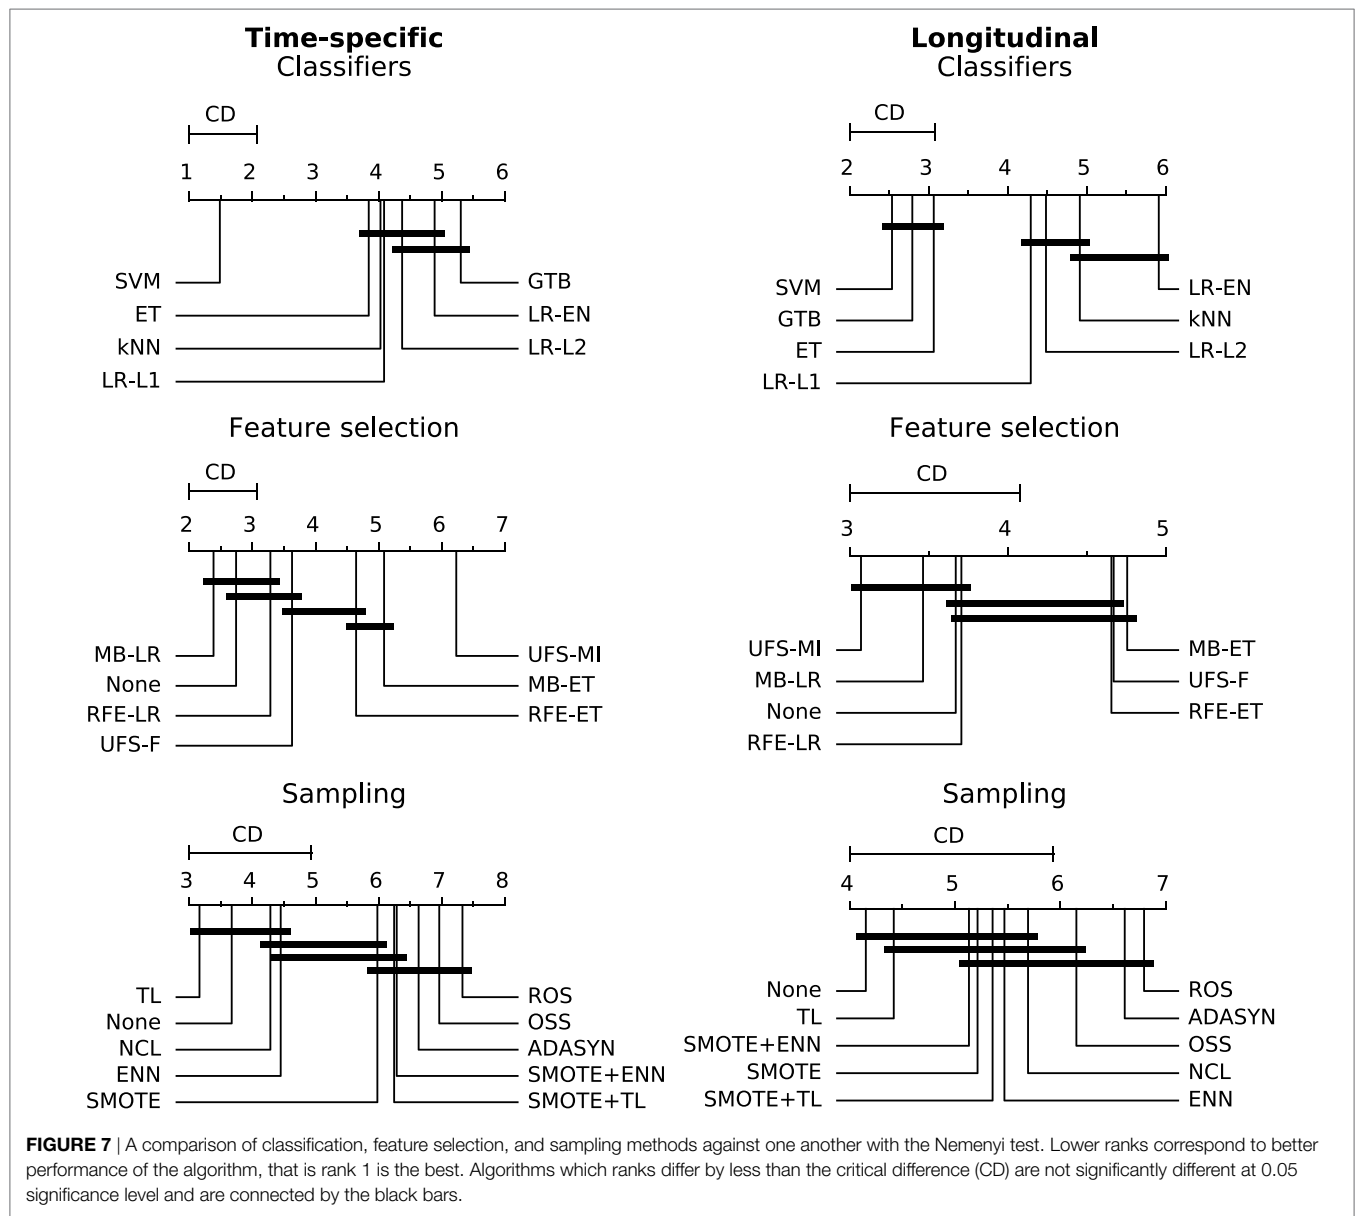 Time-specific
Classifiers
CD
1 2 3 4 5 6
SVM
ET
kNN
LR-L1
GTB
LR-EN
LR-L2
Longitudinal
Classifiers
CD
2 3 4 5 6
SVM
GTB
ET
LR-L1
LR-EN
kNN
LR-L2
Feature selection
CD
2 3 4 5 6 7
MB-LR
None
RFE-LR
UFS-F
UFS-MI
MB-ET
RFE-ET
Feature selection
CD
3 4 5
UFS-MI
MB-LR
None
RFE-LR
MB-ET
UFS-F
RFE-ET
Sampling
CD
3 4 5 6 7 8
TL
None
NCL
ENN
SMOTE
ROS
OSS
ADASYN
SMOTE+ENN
SMOTE+TL
Sampling
CD
4 5 6 7
None
TL
SMOTE+ENN
SMOTE
SMOTE+TL
ROS
ADASYN
OSS
NCL
ENN
FIGURE 7 | A comparison of classification, feature selection, and sampling methods against one another with the Nemenyi test. Lower ranks correspond to better
performance of the algorithm, that is rank 1 is the best. Algorithms which ranks differ by less than the critical difference (CD) are not significantly different at 0.05
significance level and are connected by the black bars.